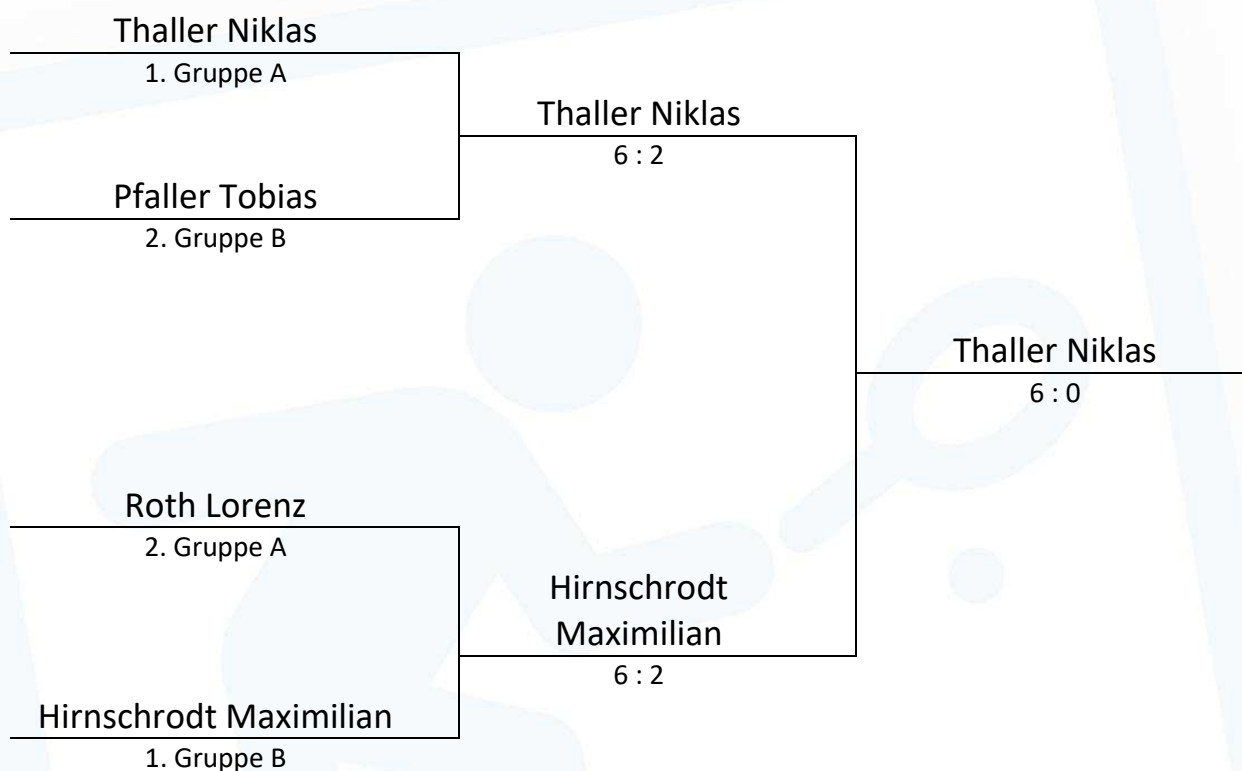 Thaller Niklas
1. Gruppe A
Thaller Niklas
6 : 2
Pfaller Tobias
2. Gruppe B
Thaller Niklas
6 : 0
Roth Lorenz
2. Gruppe A
Hirnschrodt
Maximilian
6 : 2
Hirnschrodt Maximilian
1. Gruppe B